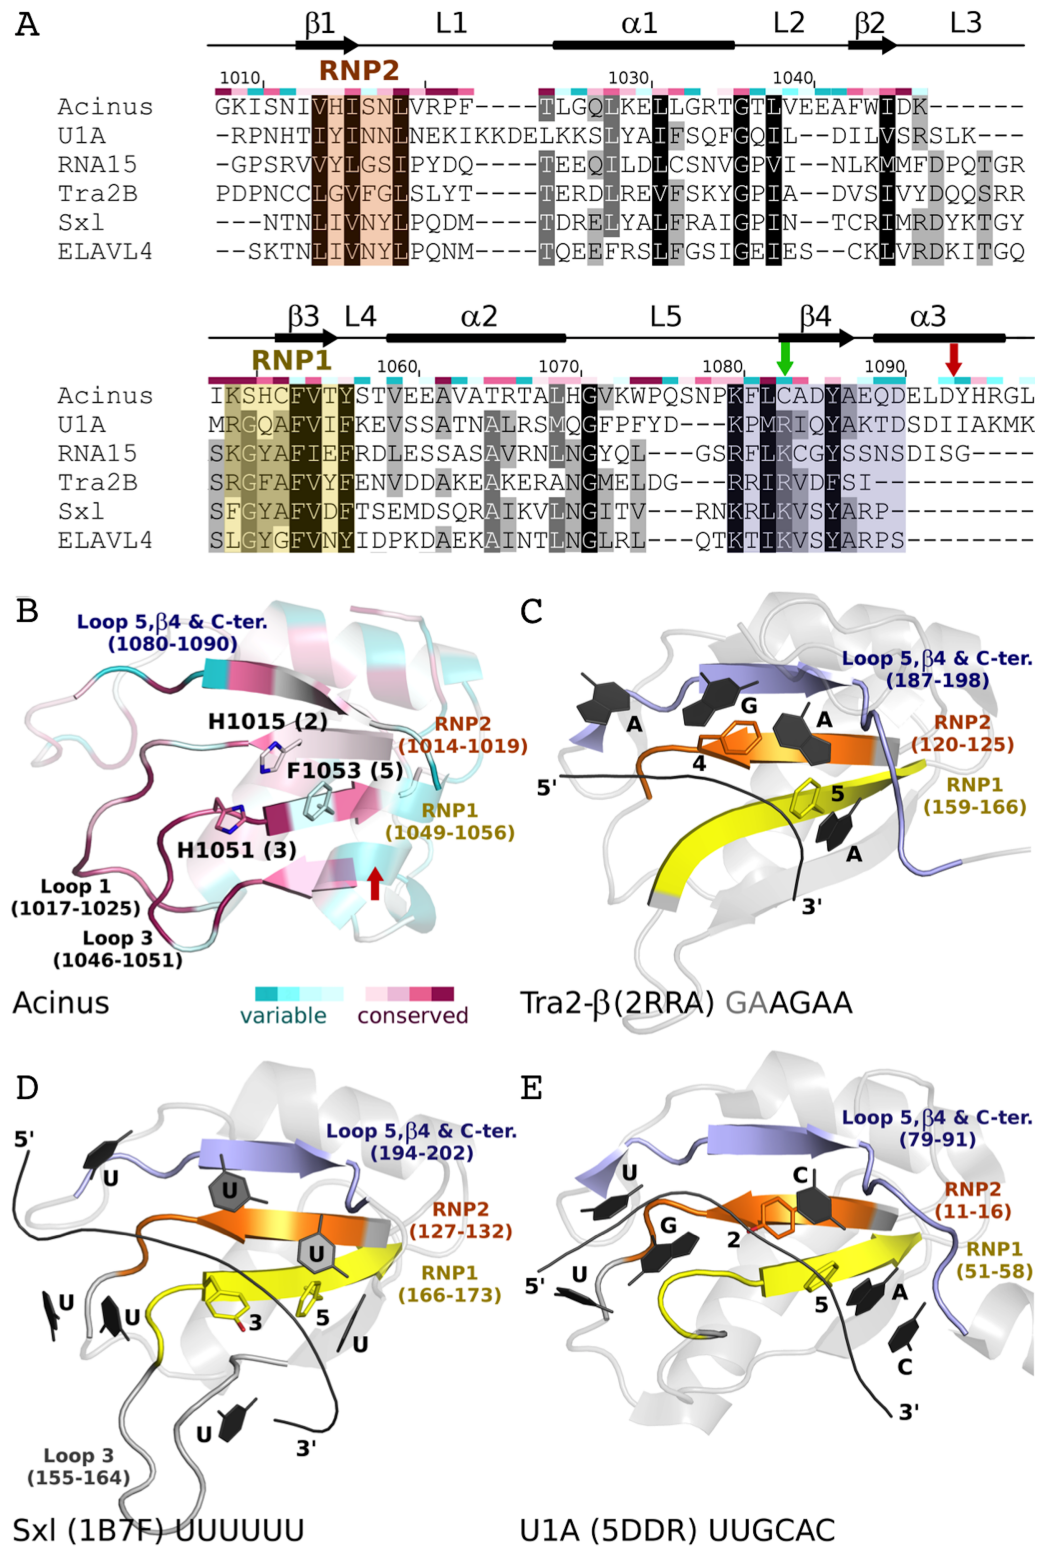 A
β1 L1 α1 L2 β2 L3
RNP2
1010 1030 1040
Acinus GKISNIVHISNLVRPF----TLGQLKELLGRTGTLVEEAFWIDK------
U1A -RPNHTIYINNLNEKIKKDELKKSLYAIFSQFGQIL--DILVSRSLK---
RNA15 -GPSRVVYLGSIPYDQ----TEEQILDLCSNVGPVI--NLKMMFDPQTGR
Tra2B PDPNCCLGVFGLSLYT----TERDLREVFSKYGPIA--DVSIVYDQQSRR
Sxl ---NTNLIVNYLPQDM----TDRELYALFRAIGPIN--TCRIMRDYKTGY
ELAVL4 --SKTNLIVNYLPQNM----TQEEFRSLFGSIGEIES--CKLVRDKITGQ
β3 L4 α2 L5 β4 α3
RNP1
1060 1070 1080 1090
Acinus IKSHCFVTYSTVEEAVATRTALHGVKWPQSNPKFLCADYAEQDELDYHRGL
U1A MRGQAFVIFKEVSSATNALRSMQGFPFYD---KPMRIQYAKTDSDIIAKMK
RNA15 SKGYAFIEFRDLESSASAVRNLNGYQL---GSRFLKCGYSSNSDISG----
Tra2B SRGFAFVYFENVDDAKEAKERANGMELDG---RRIRVDFSI----------
Sxl SFGYAFVDFTSEMDSQRAIKVLNGITV---RNKRLKVSYARP---------
ELAVL4 SLGYGFVNYIDPKDAEKAINTLNGLRL---QTKTIKVSYARPS--------
B
Loop 5,β4 & C-ter.
(1080-1090)
H1015 (2)
RNP2
(1014-1019)
F1053 (5)
RNP1
(1049-1056)
H1051 (3)
Loop 1
(1017-1025)
Loop 3
(1046-1051)
Acinus
variable conserved
C
Loop 5,β4 & C-ter.
(187-198)
A G A
RNP2
(120-125)
4
5'
5
RNP1
(159-166)
A
3'
Tra2-β(2RRA) GAAGAA
D
5'
Loop 5,β4 & C-ter.
(194-202)
U
U
RNP2
(127-132)
U
RNP1
(166-173)
U U 3 5 U
U
3'
Loop 3
(155-164)
Sxl (1B7F) UUUUUU
E
Loop 5,β4 & C-ter.
(79-91)
U C
RNP2
(11-16)
G 2
RNP1
(51-58)
5' U 5 A
C
3'
U1A (5DDR) UUGCAC